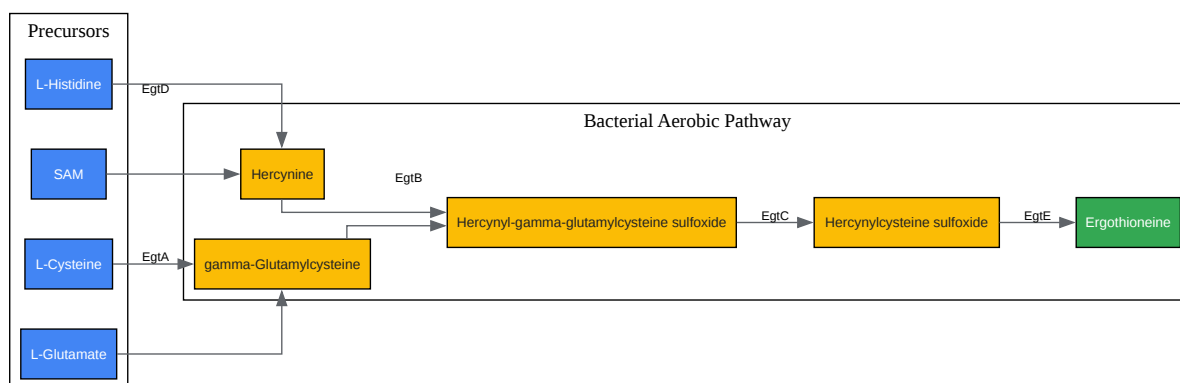 Precursors
L-Histidine
EgtD
Bacterial Aerobic Pathway
SAM
Hercynine
EgtB
Hercynyl-gamma-glutamylcysteine sulfoxide
EgtC
Hercynylcysteine sulfoxide
EgtE
Ergothioneine
L-Cysteine
EgtA
gamma-Glutamylcysteine
L-Glutamate